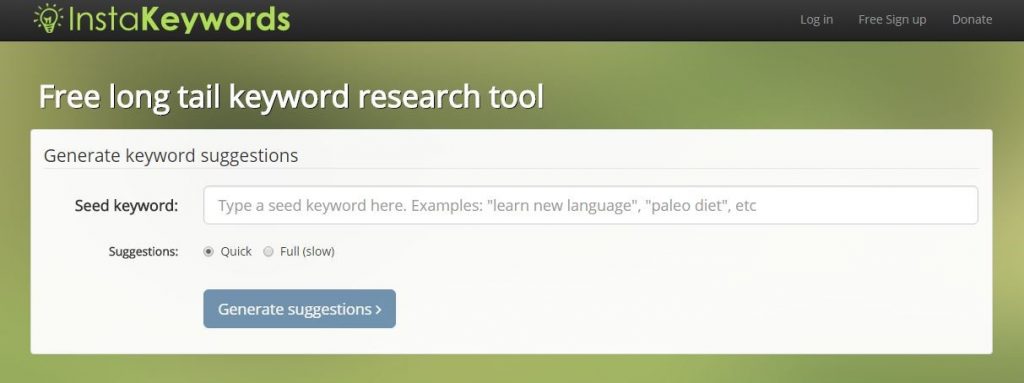 InstaKeywords
Log in Free Sign up Donate
Free long tail keyword research tool
Generate keyword suggestions
Seed keyword: Type a seed keyword here. Examples: "learn new language", "paleo diet", etc
Suggestions: Quick Full (slow)
Generate suggestions ›